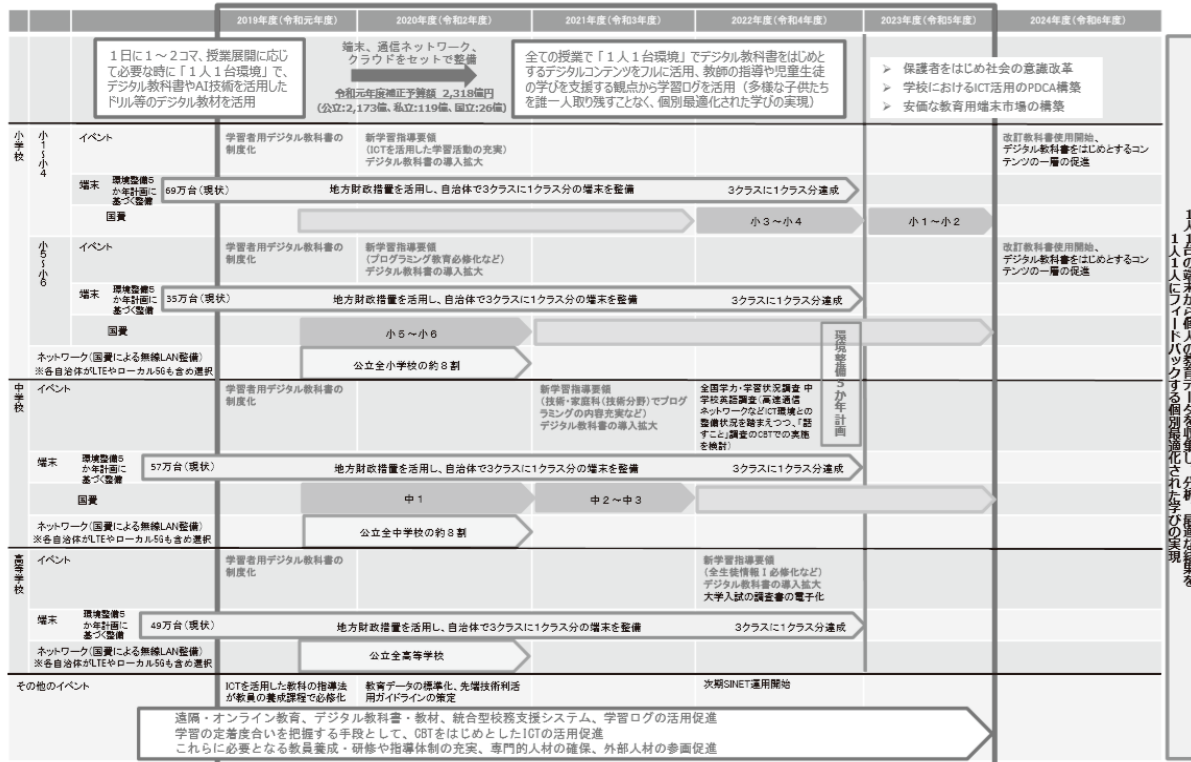 2019年度(令和元年度)
2020年度(令和2年度)
2021年度(令和3年度)
2022年度(令和4年度)
2023年度(令和5年度)
2024年度(令和6年度)
1日に1～2コマ、授業展開に応じ
て必要な時に「1人1台環境」で、
デジタル教科書やAI技術を活用した
ドリル等のデジタル教材を活用
端末、通信ネットワーク、
クラウドをセットで整備
令和元年度補正予算額 2,318億円
(公立:2,173億、私立:119億、国立:26億)
全ての授業で「1人1台環境」でデジタル教科書をはじめと
するデジタルコンテンツをフルに活用、教師の指導や児童生徒
の学びを支援する観点から学習ログを活用（多様な子供たち
を誰一人取り残すことなく、個別最適化された学びの実現）
➢ 保護者をはじめ社会の意識改革
➢ 学校におけるICT活用のPDCA構築
➢ 安価な教育用端末市場の構築
小学校
小1～小4
イベント
学習者用デジタル教科書の
制度化
新学習指導要領
(ICTを活用した学習活動の充実)
デジタル教科書の導入拡大
改訂教科書使用開始、
デジタル教科書をはじめとするコン
テンツの一層の促進
端末
環境整備5
か年計画に
基づく整備
69万台(現状)
地方財政措置を活用し、自治体で3クラスに1クラス分の端末を整備
3クラスに1クラス分達成
国費
小3～小4
小1～小2
小5～小6
イベント
学習者用デジタル教科書の
制度化
新学習指導要領
(プログラミング教育必修化など)
デジタル教科書の導入拡大
改訂教科書使用開始、
デジタル教科書をはじめとするコン
テンツの一層の促進
端末
環境整備5
か年計画に
基づく整備
35万台(現状)
地方財政措置を活用し、自治体で3クラスに1クラス分の端末を整備
3クラスに1クラス分達成
国費
小5～小6
環境整備5か年計画
ネットワーク(国費による無線LAN整備)
※各自治体がLTEやローカル5Gも含め選択
公立全小学校の約8割
中学校
イベント
学習者用デジタル教科書の
制度化
新学習指導要領
(技術・家庭科(技術分野)でプログ
ラミングの内容充実など)
デジタル教科書の導入拡大
全国学力・学習状況調査 中
学校英語調査(高速通信
ネットワークなどICT環境との
整備状況を踏まえつつ、「話
すこと」調査のCBTでの実施
を検討)
端末
環境整備5
か年計画に
基づく整備
57万台(現状)
地方財政措置を活用し、自治体で3クラスに1クラス分の端末を整備
3クラスに1クラス分達成
国費
中1
中2～中3
ネットワーク(国費による無線LAN整備)
※各自治体がLTEやローカル5Gも含め選択
公立全中学校の約8割
高等学校
イベント
学習者用デジタル教科書の
制度化
新学習指導要領
(全生徒情報Ⅰ必修化など)
デジタル教科書の導入拡大
大学入試の調査書の電子化
端末
環境整備5
か年計画に
基づく整備
49万台(現状)
地方財政措置を活用し、自治体で3クラスに1クラス分の端末を整備
3クラスに1クラス分達成
ネットワーク(国費による無線LAN整備)
※各自治体がLTEやローカル5Gも含め選択
公立全高等学校
その他のイベント
ICTを活用した教科の指導法
が教員の養成課程で必修化
教育データの標準化、先端技術利活
用ガイドラインの策定
次期SINET運用開始
遠隔・オンライン教育、デジタル教科書・教材、統合型校務支援システム、学習ログの活用促進
学習の定着度合いを把握する手段として、CBTをはじめとしたICTの活用促進
これらに必要となる教員養成・研修や指導体制の充実、専門的人材の確保、外部人材の参画促進
1人1台の端末から個人の教育データを収集し、分析、最適な結果を
1人1人にフィードバックする個別最適化された学びの実現